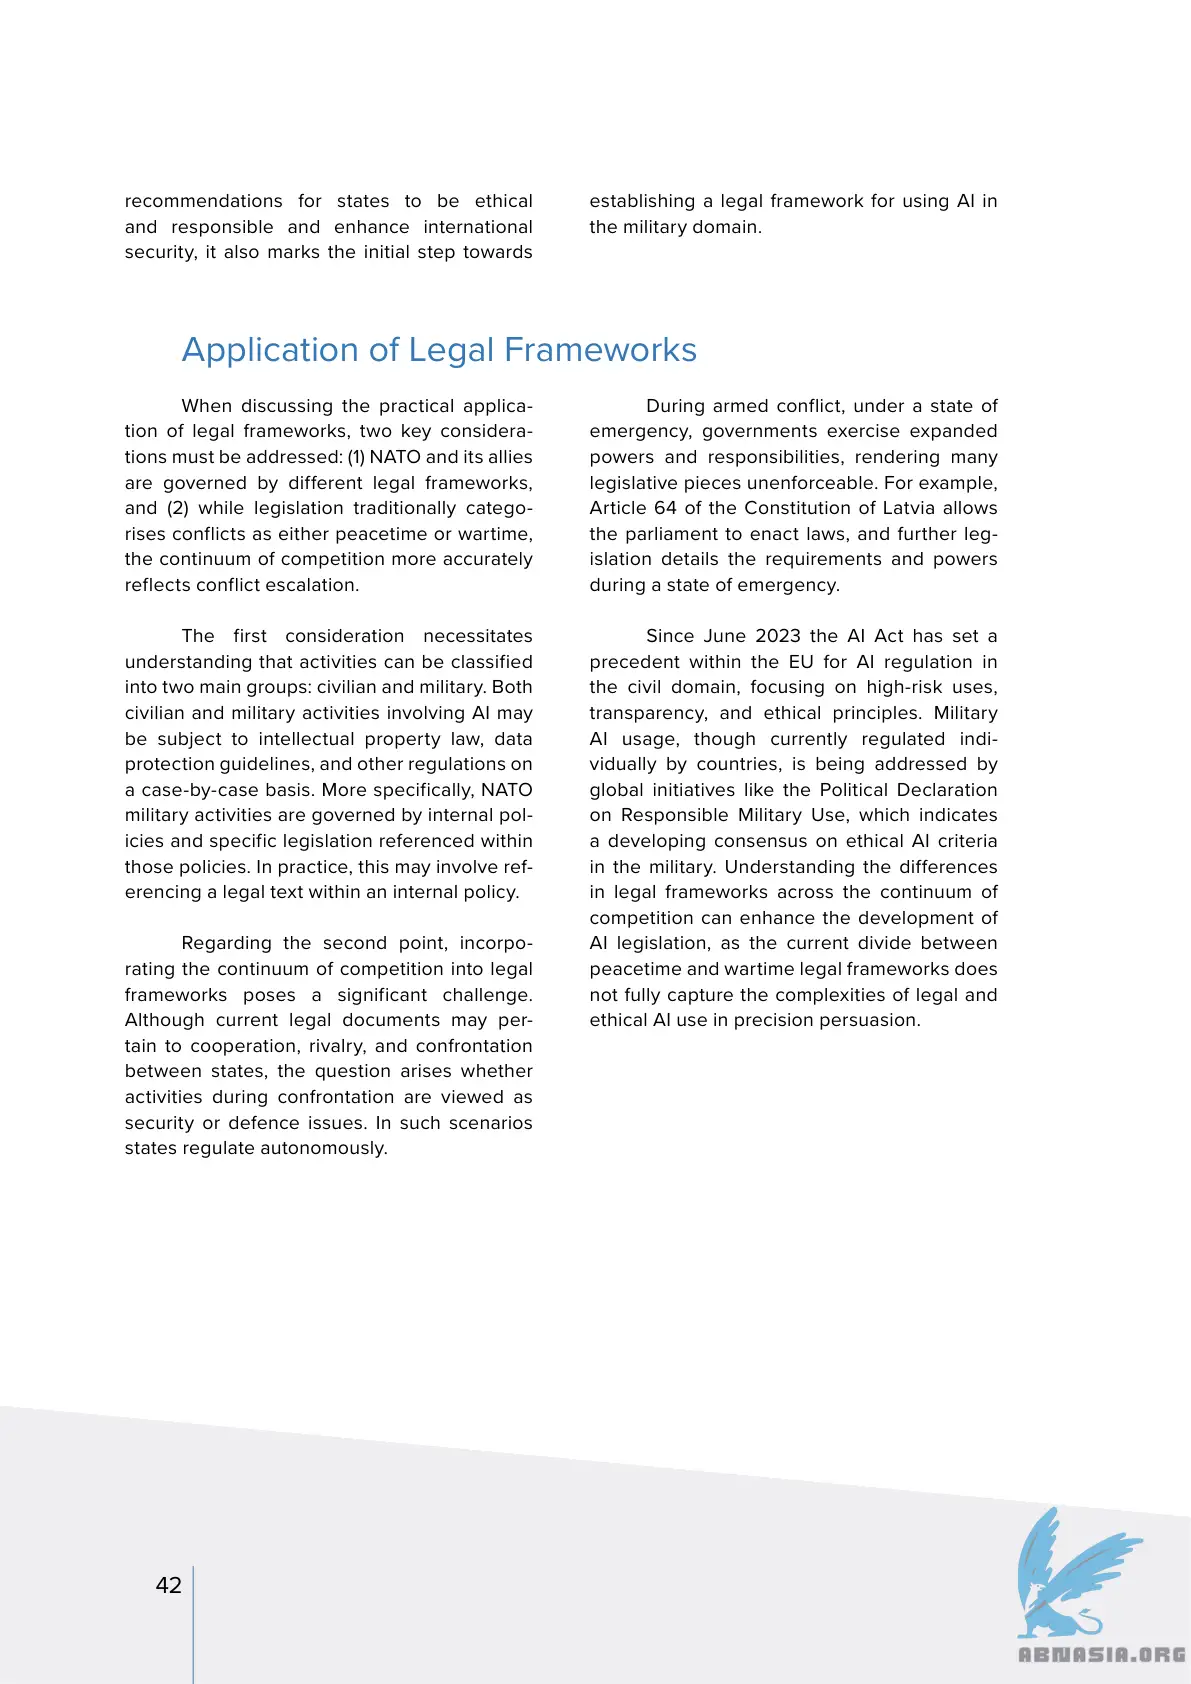 recommendations for states to be ethical
and responsible and enhance international
security, it also marks the initial step towards
establishing a legal framework for using AI in
the military domain.
Application of Legal Frameworks
When discussing the practical applica-
tion of legal frameworks, two key considera-
tions must be addressed: (1) NATO and its allies
are governed by different legal frameworks,
and (2) while legislation traditionally catego-
rises conflicts as either peacetime or wartime,
the continuum of competition more accurately
reflects conflict escalation.
The first consideration necessitates
understanding that activities can be classified
into two main groups: civilian and military. Both
civilian and military activities involving AI may
be subject to intellectual property law, data
protection guidelines, and other regulations on
a case-by-case basis. More specifically, NATO
military activities are governed by internal pol-
icies and specific legislation referenced within
those policies. In practice, this may involve ref-
erencing a legal text within an internal policy.
Regarding the second point, incorpo-
rating the continuum of competition into legal
frameworks poses a significant challenge.
Although current legal documents may per-
tain to cooperation, rivalry, and confrontation
between states, the question arises whether
activities during confrontation are viewed as
security or defence issues. In such scenarios
states regulate autonomously.
During armed conflict, under a state of
emergency, governments exercise expanded
powers and responsibilities, rendering many
legislative pieces unenforceable. For example,
Article 64 of the Constitution of Latvia allows
the parliament to enact laws, and further leg-
islation details the requirements and powers
during a state of emergency.
Since June 2023 the AI Act has set a
precedent within the EU for AI regulation in
the civil domain, focusing on high-risk uses,
transparency, and ethical principles. Military
AI usage, though currently regulated indi-
vidually by countries, is being addressed by
global initiatives like the Political Declaration
on Responsible Military Use, which indicates
a developing consensus on ethical AI criteria
in the military. Understanding the differences
in legal frameworks across the continuum of
competition can enhance the development of
AI legislation, as the current divide between
peacetime and wartime legal frameworks does
not fully capture the complexities of legal and
ethical AI use in precision persuasion.
42
ABNASIA.ORG